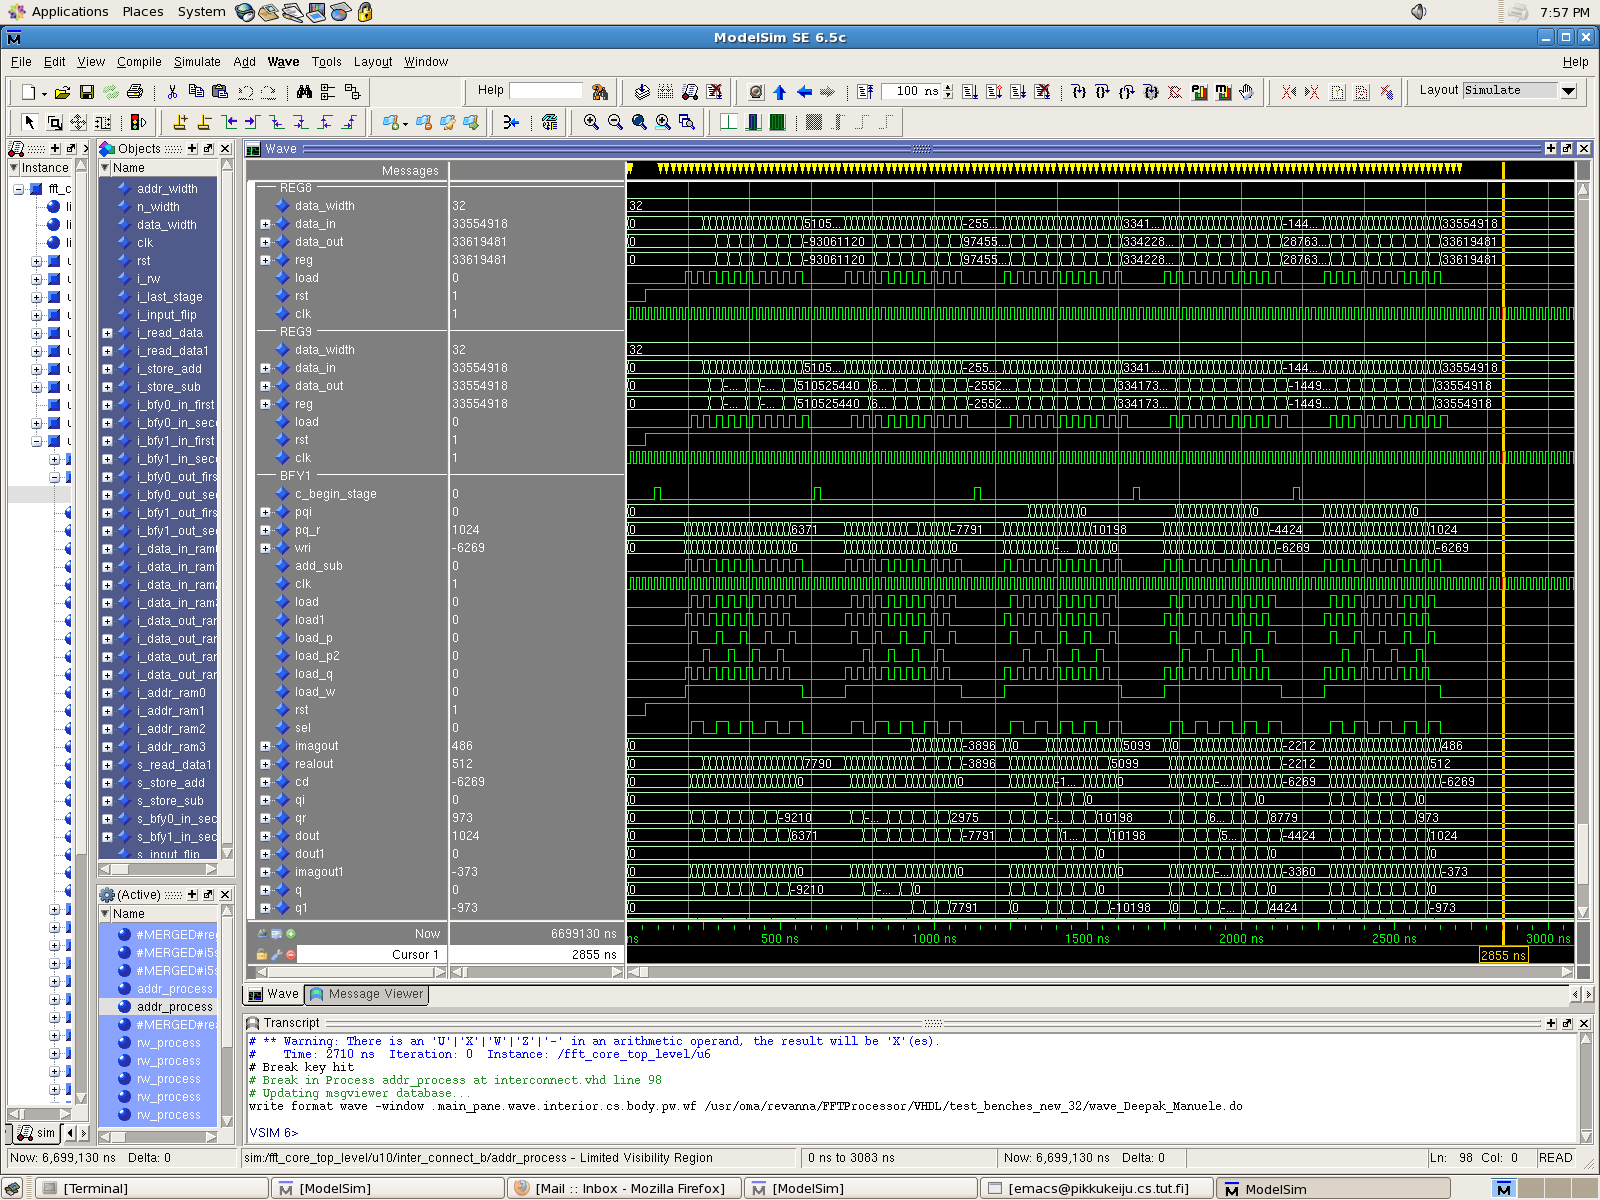 Applications Places System 7:57 PM
ModelSim SE 6.5c
File Edit View Compile Simulate Add Wave Tools Layout Window Help
Help 100 ns Layout Simulate
Instance
fft_c
Objects
Name
addr_width
n_width
data_width
clk
rst
i_rw
i_last_stage
i_input_flip
i_read_data
i_read_data1
i_store_add
i_store_sub
i_bfy0_in_first
i_bfy0_in_sec
i_bfy1_in_first
i_bfy1_in_sec
i_bfy0_out_firs
i_bfy0_out_se
i_bfy1_out_firs
i_bfy1_out_se
i_data_in_ram
i_data_in_ram
i_data_in_ram
i_data_in_ram
i_data_out_rar
i_data_out_rar
i_data_out_rar
i_data_out_rar
i_addr_ram0
i_addr_ram1
i_addr_ram2
i_addr_ram3
s_read_data1
s_store_add
s_store_sub
s_bfy0_in_sec
s_bfy1_in_sec
s_input_flip
(Active)
Name
#MERGED#re
#MERGED#i5
#MERGED#i5
addr_process
addr_process
#MERGED#re
rw_process
rw_process
rw_process
rw_process
rw_process
sim
Wave
Messages
REG8
data_width 32 32
data_in 33554918 0 5105... -255... 3341... -144... 33554918
data_out 33619481 0 -93061120 97455... 334228... 28763... 33619481
reg 33619481 0 -93061120 97455... 334228... 28763... 33619481
load 0
rst 1
clk 1
REG9
data_width 32 32
data_in 33554918 0 5105... -255... 3341... -144... 33554918
data_out 33554918 0 -... -... 510525440 6... -2552... 334173... -1449... 33554918
reg 33554918 0 -... -... 510525440 6... -2552... 334173... -1449... 33554918
load 0
rst 1
clk 1
BFY1
c_begin_stage 0
pqi 0 0 0 0 0
pq_r 1024 0 6371 -7791 10198 -4424 1024
wri -6269 0 0 0 -... 0 -6269 -6269
add_sub 0
clk 1
load 0
load1 0
load_p 0
load_p2 0
load_q 0
load_w 0
rst 1
sel 0
imagout 486 0 -3896 0 5099 0 -2212 486
realout 512 0 7790 -3896 5099 -2212 512
cd -6269 0 0 0 -1... 0 -... -6269 -6269
qi 0 0 0 0 0
qr 973 0 -9210 -... 2975 -... 10198 6... 8779 973
dout 1024 0 6371 -7791 1... 10198 5... -4424 1024
dout1 0 0 0 0 0
imagout1 -373 0 0 0 0 -... -3360 -373
q 0 0 -9210 -... 0 0 0 0
q1 -973 0 7791 0 -10198 0 -... 4424 -973
Now 6699130 ns ns 500 ns 1000 ns 1500 ns 2000 ns 2500 ns 3000 ns
Cursor 1 2855 ns 2855 ns
Wave Message Viewer
Transcript
# ** Warning: There is an 'U'|'X'|'W'|'Z'|'-' in an arithmetic operand, the result will be 'X'(es).
# Time: 2710 ns Iteration: 0 Instance: /fft_core_top_level/u6
# Break key hit
# Break in Process addr_process at interconnect.vhd line 98
# Updating msgviewer database...
write format wave -window .main_pane.wave.interior.cs.body.pw.wf /usr/oma/revanna/FFTProcessor/VHDL/test_benches_new_32/wave_Deepak_Manuele.do
VSIM 6>
Now: 6,699,130 ns Delta: 0 sim:/fft_core_top_level/u10/inter_connect_b/addr_process - Limited Visibility Region 0 ns to 3083 ns Now: 6,699,130 ns Delta: 0 Ln: 98 Col: 0 READ
[Terminal] [ModelSim] [Mail :: Inbox - Mozilla Firefox] [ModelSim] [emacs@pikkukeiju.cs.tut.fi] ModelSim